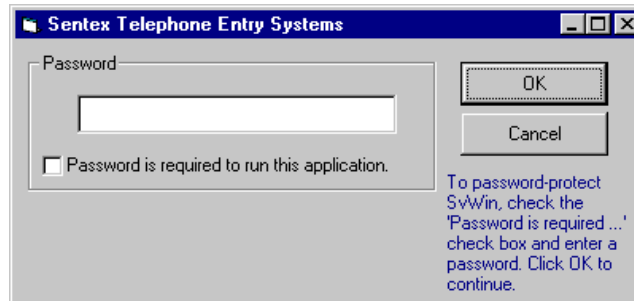 Sentex Telephone Entry Systems
Password
Password is required to run this application.
OK
Cancel
To password-protect
SvWin, check the
'Password is required ...'
check box and enter a
password. Click OK to
continue.